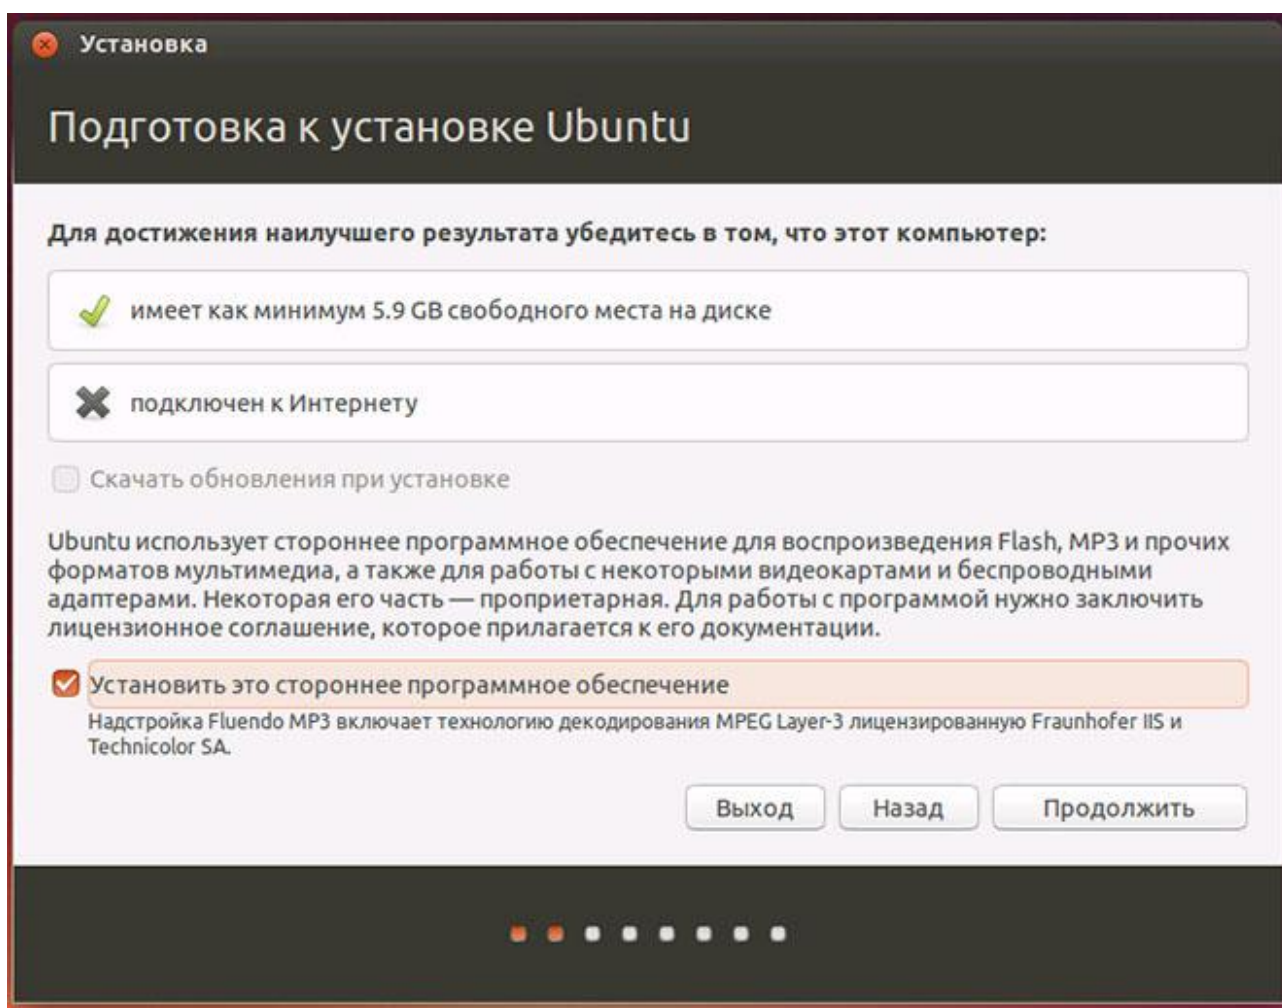 Установка
Подготовка к установке Ubuntu
Для достижения наилучшего результата убедитесь в том, что этот компьютер:
имеет как минимум 5.9 GB свободного места на диске
подключен к Интернету
Скачать обновления при установке
Ubuntu использует стороннее программное обеспечение для воспроизведения Flash, MP3 и прочих
форматов мультимедиа, а также для работы с некоторыми видеокартами и беспроводными
адаптерами. Некоторая его часть — проприетарная. Для работы с программой нужно заключить
лицензионное соглашение, которое прилагается к его документации.
Установить это стороннее программное обеспечение
Надстройка Fluendo MP3 включает технологию декодирования MPEG Layer-3 лицензированную Fraunhofer IIS и
Technicolor SA.
Выход Назад Продолжить